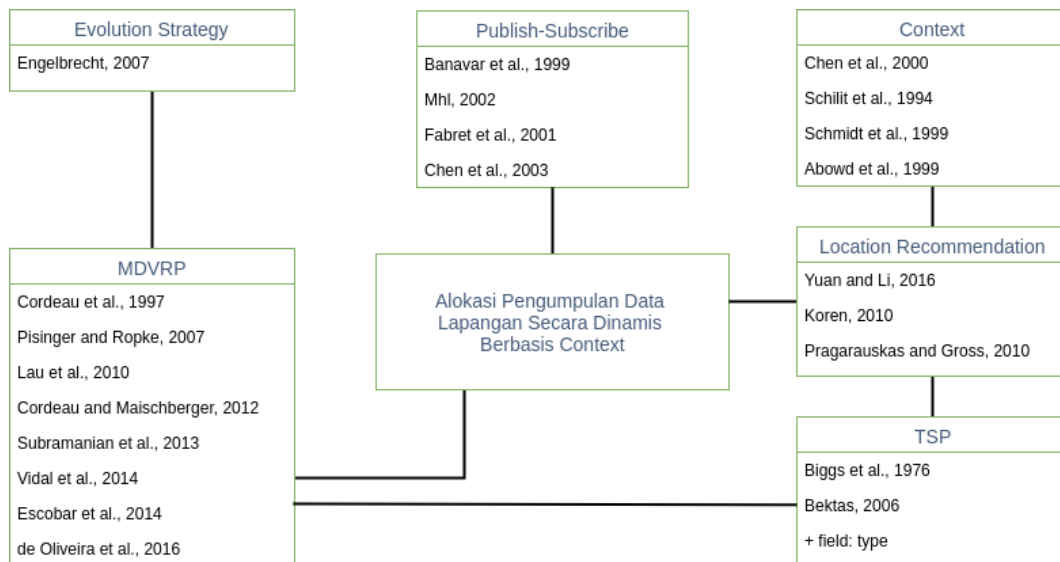 Evolution Strategy
Engelbrecht, 2007
Publish-Subscribe
Banavar et al., 1999
Mhl, 2002
Fabret et al., 2001
Chen et al., 2003
Context
Chen et al., 2000
Schilit et al., 1994
Schmidt et al., 1999
Abowd et al., 1999
MDVRP
Cordeau et al., 1997
Pisinger and Ropke, 2007
Lau et al., 2010
Cordeau and Maischberger, 2012
Subramanian et al., 2013
Vidal et al., 2014
Escobar et al., 2014
de Oliveira et al., 2016
Alokasi Pengumpulan Data
Lapangan Secara Dinamis
Berbasis Context
Location Recommendation
Yuan and Li, 2016
Koren, 2010
Pragarauskas and Gross, 2010
TSP
Biggs et al., 1976
Bektas, 2006
+ field: type